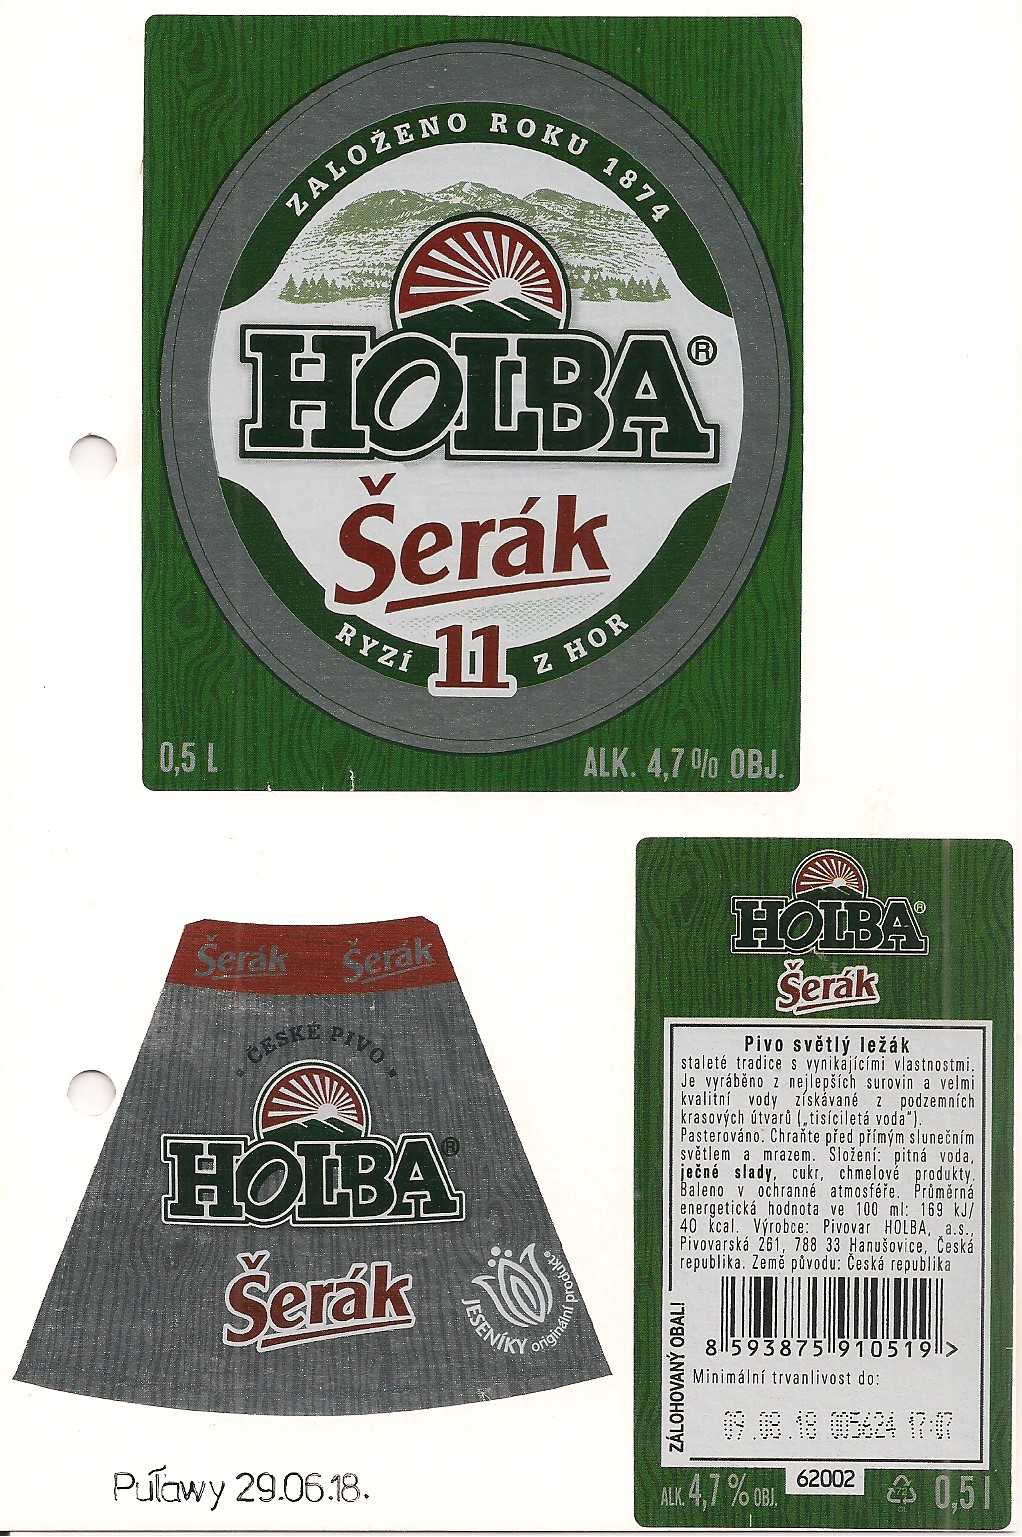 ZALOŽENO ROKU 1874
HOLBA®
Šerák
RYZÍ 11 Z HOR
0,5 L
ALK. 4,7% OBJ.
Šerák Šerák
ČESKÉ PIVO
HOLBA®
Šerák
JESENÍKY originální produkt®
Puławy 29.06.18.
HOLBA®
Šerák
Pivo světlý ležák
staleté tradice s vynikajícími vlastnostmi.
Je vyráběno z nejlepších surovin a velmi
kvalitní vody získávané z podzemních
krasových útvarů („tisíciletá voda“).
Pasterováno. Chraňte před přímým slunečním
světlem a mrazem. Složení: pitná voda,
ječné slady, cukr, chmelové produkty.
Baleno v ochranné atmosféře. Průměrná
energetická hodnota ve 100 ml: 169 kJ/
40 kcal. Výrobce: Pivovar HOLBA, a.s.,
Pivovarská 261, 788 33 Hanušovice, Česká
republika. Země původu: Česká republika
ZÁLOHOVANÝ OBAL!
8 593875 910519 >
Minimální trvanlivost do:
09.08.18 005624 17:07
ALK. 4,7% OBJ.
62002
0,5 l